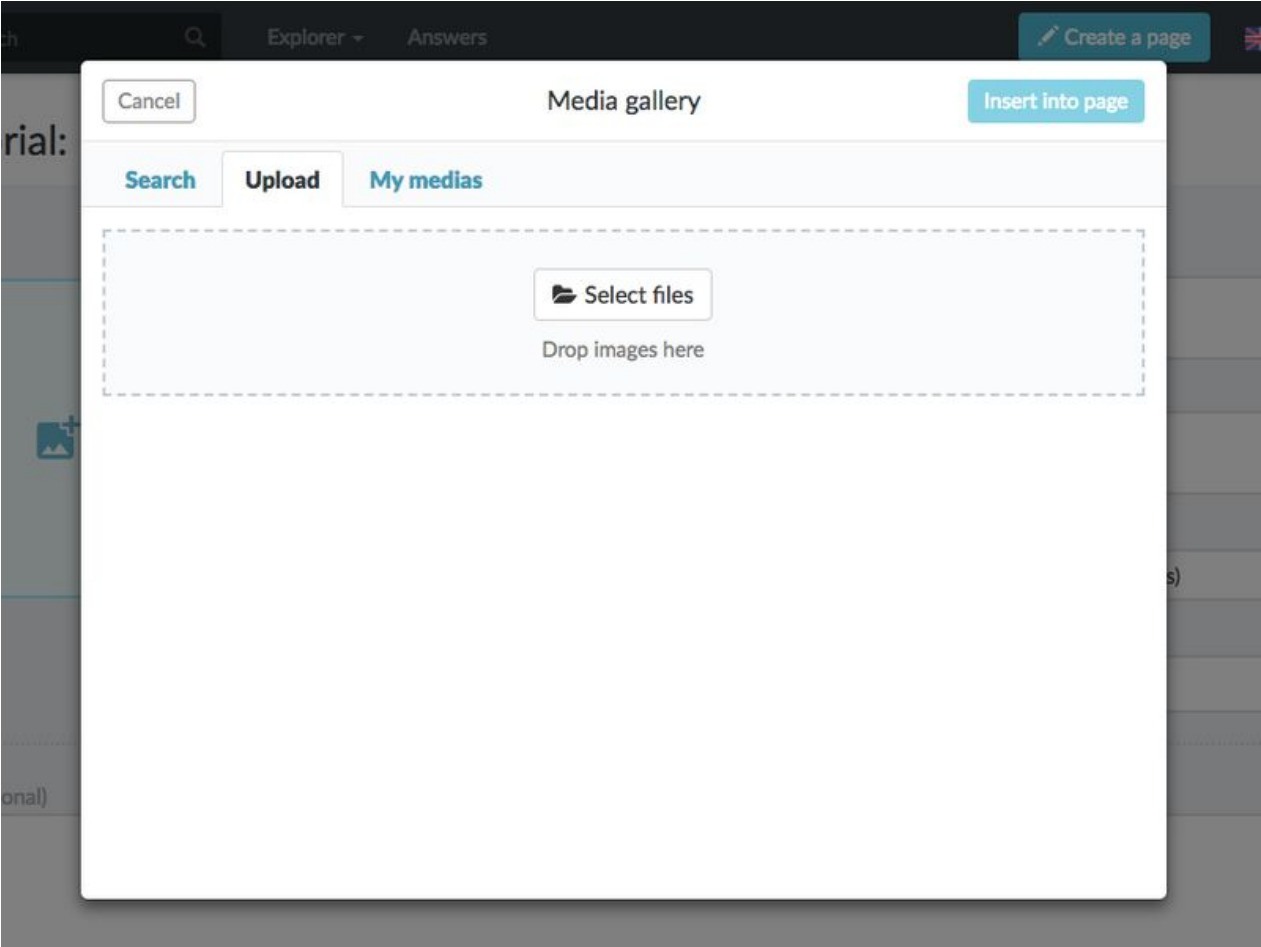 ch Explorer Answers Create a page
Cancel Media gallery Insert into page
rial:
Search Upload My medias
Select files
Drop images here
s)
onal)